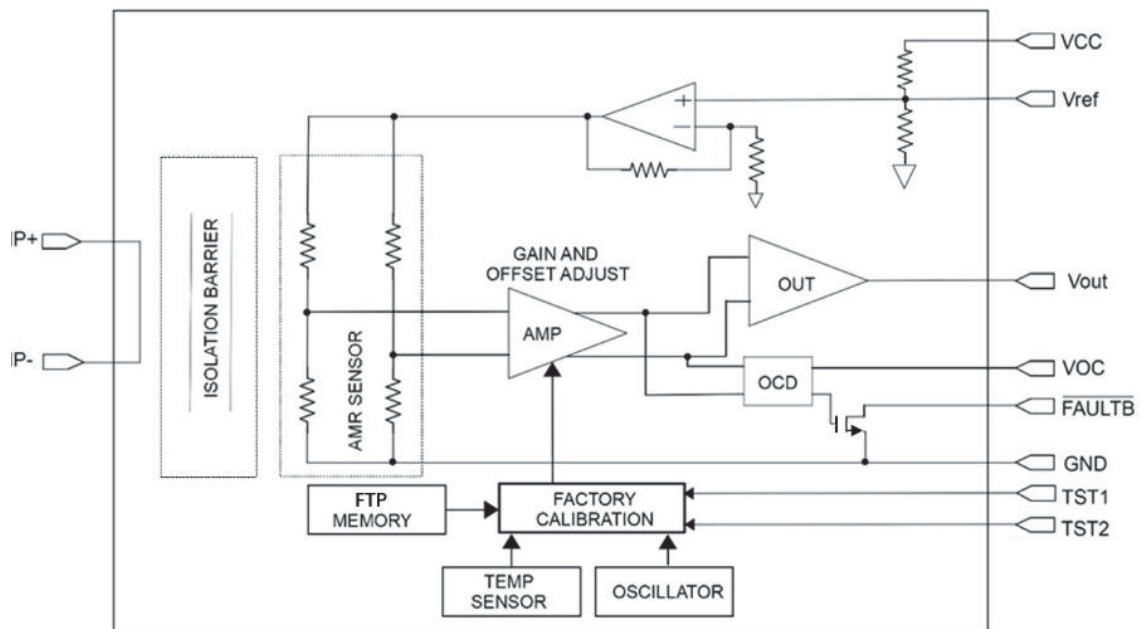 VCC
Vref
+
−
IP+
IP-
ISOLATION BARRIER
AMR SENSOR
GAIN AND
OFFSET ADJUST
AMP
OUT
Vout
OCD
VOC
FAULTB
GND
TST1
TST2
FTP
MEMORY
FACTORY
CALIBRATION
TEMP
SENSOR
OSCILLATOR